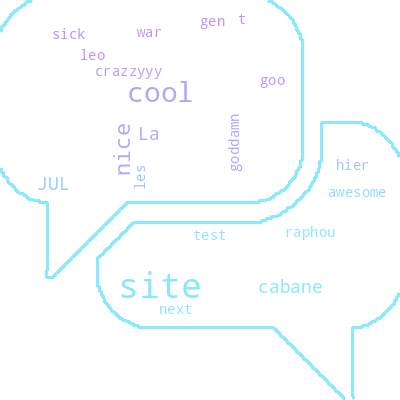 gen
t
sick
war
leo
crazzyyy
goo
cool
La
nice
goddamn
les
JUL
hier
awesome
test
raphou
site
cabane
next